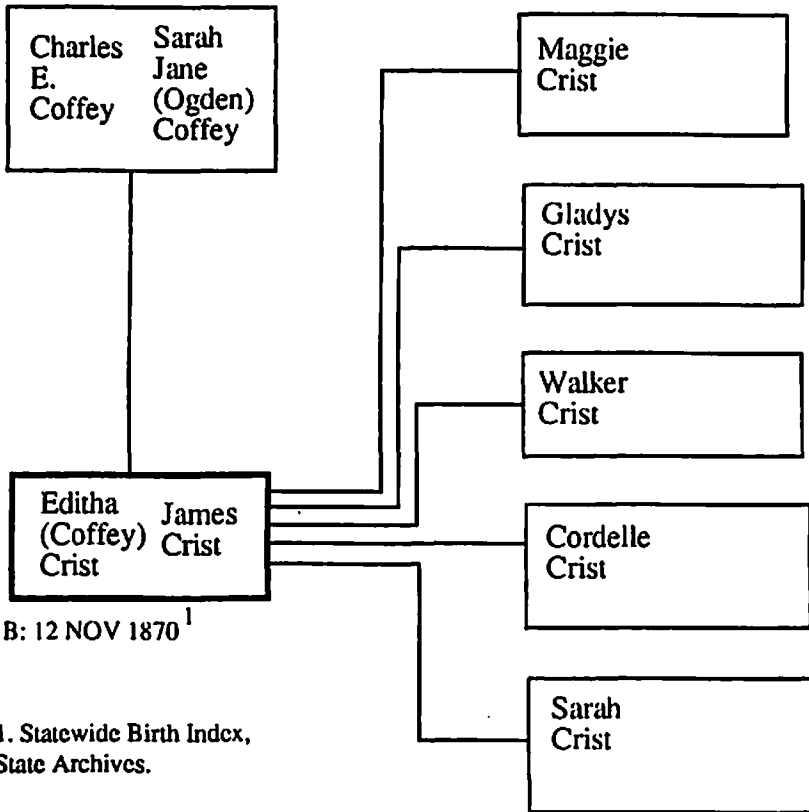 Charles
E.
Coffey
Sarah
Jane
(Ogden)
Coffey
Maggie
Crist
Gladys
Crist
Walker
Crist
Editha
(Coffey)
Crist
James
Crist
Cordelle
Crist
B: 12 NOV 1870 1
Sarah
Crist
1. Statewide Birth Index,
State Archives.